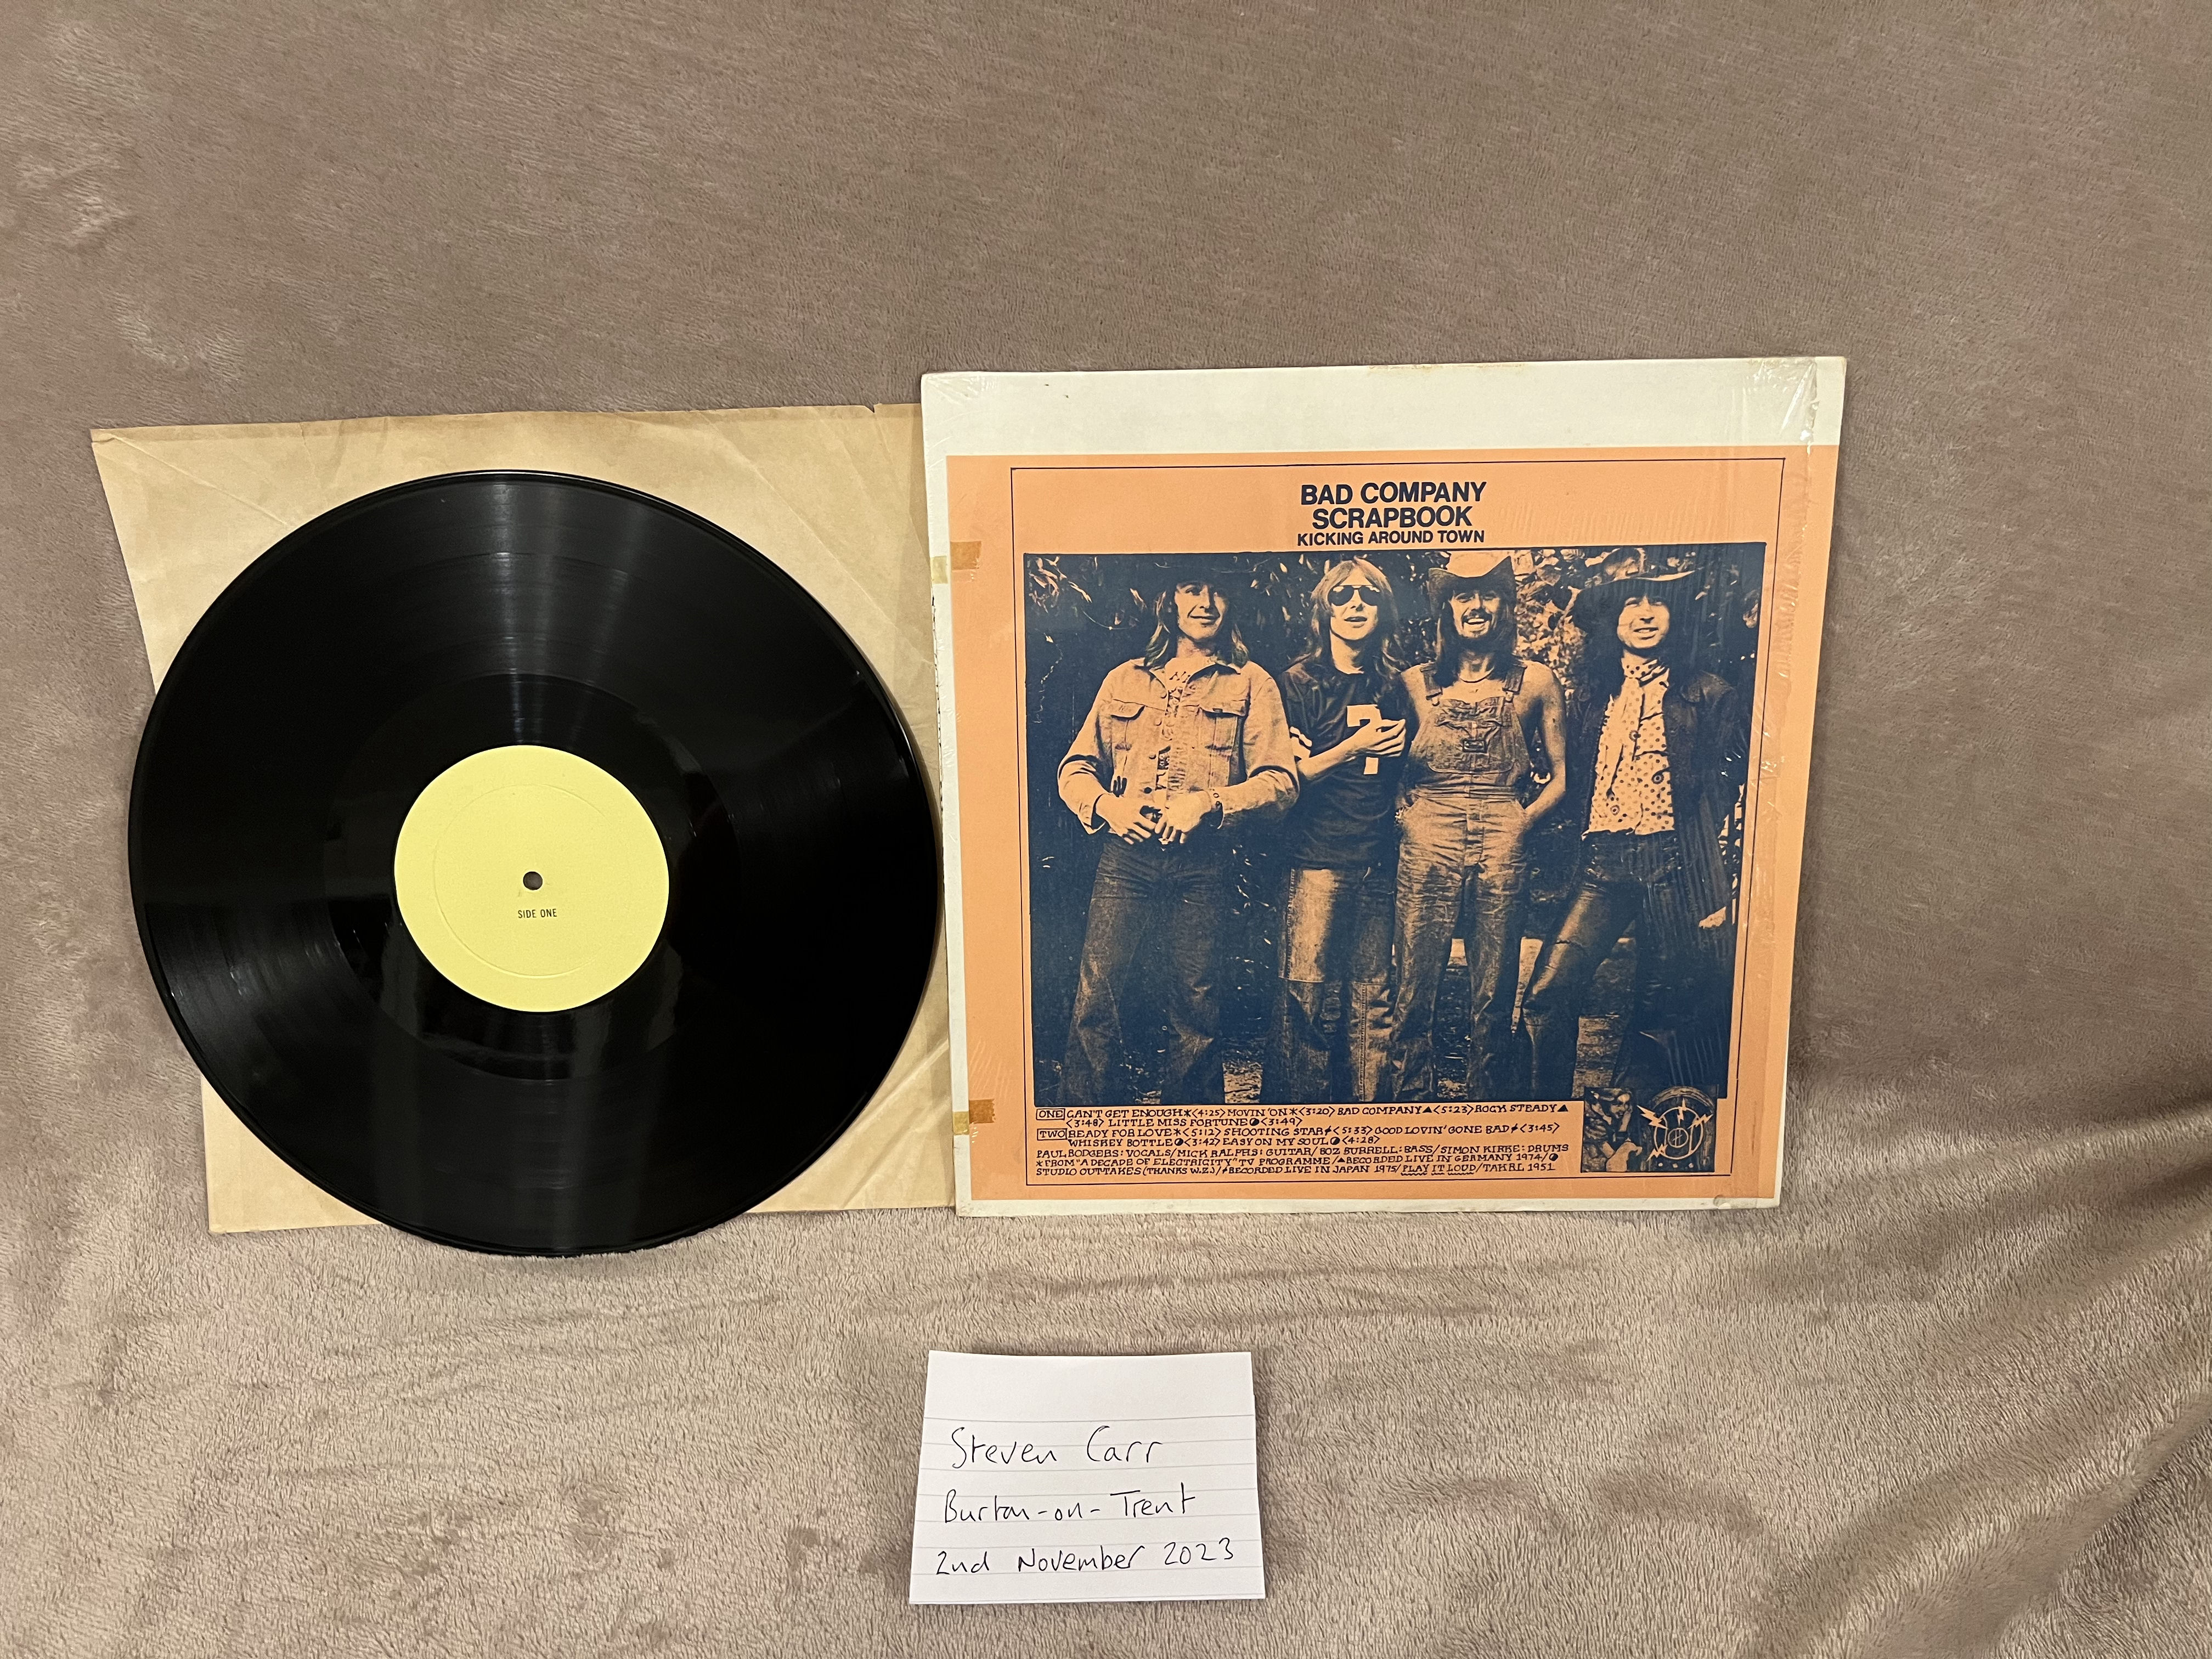 BAD COMPANY
SCRAPBOOK
KICKING AROUND TOWN
ONE CAN'T GET ENOUGH*<4:25> MOVIN' ON*<3:20> BAD COMPANY▲<5:23> ROCK STEADY▲
<3:48> LITTLE MISS FORTUNE <3:49>
TWO READY FOR LOVE*<5:12> SHOOTING STAR <5:33> GOOD LOVIN' GONE BAD <3:45>
WHISKEY BOTTLE <3:42> EASY ON MY SOUL <4:28>
PAUL RODGERS: VOCALS/MICK RALPHS: GUITAR/BOZ BURRELL: BASS/SIMON KIRKE: DRUMS
*FROM "A DECADE OF ELECTRICITY" TV PROGRAMME/▲RECORDED LIVE IN GERMANY 1974/
STUDIO OUTTAKES (THANKS W.Z.)/ RECORDED LIVE IN JAPAN 1975/PLAY IT LOUD/TAKRL 1951
SIDE ONE
Steven Carr
Burton-on-Trent
2nd November 2023